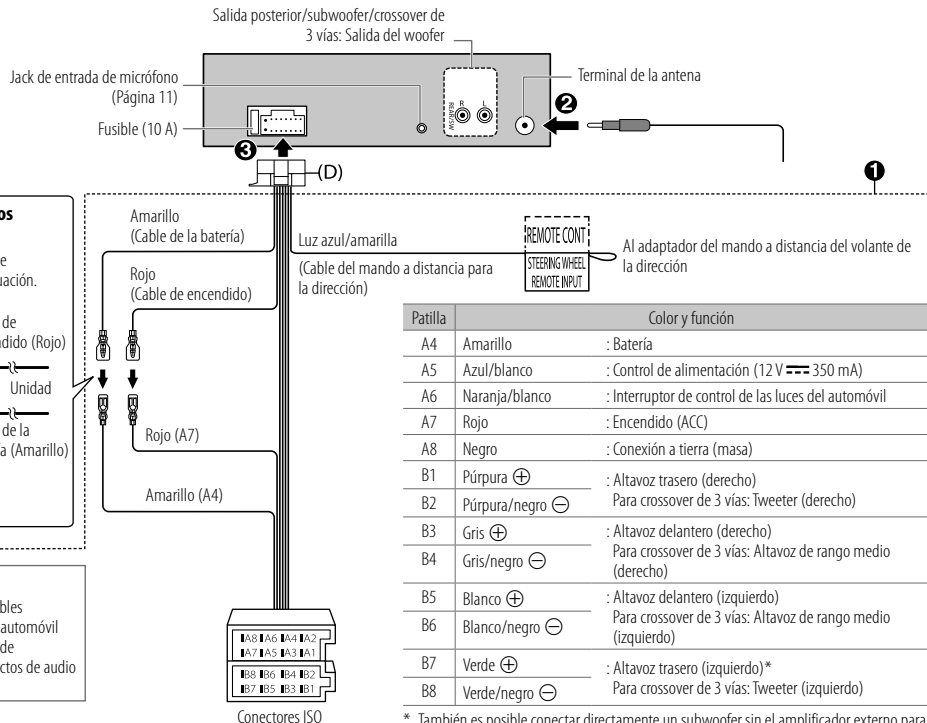 Salida posterior/subwoofer/crossover de
3 vías: Salida del woofer
Jack de entrada de micrófono
(Página 11)
Terminal de la antena
Fusible (10 A)
REAR/SW
R
L
❷
❸
(D)
❶
Amarillo
(Cable de la batería)
Rojo
(Cable de encendido)
Luz azul/amarilla
(Cable del mando a distancia para
la dirección)
REMOTE CONT
STEERING WHEEL
REMOTE INPUT
Al adaptador del mando a distancia del volante de
la dirección
os
e
uación.
de
dido (Rojo)
Unidad
de la
ía (Amarillo)
Rojo (A7)
Amarillo (A4)
bles
automóvil
de
ctos de audio
A8 A6 A4 A2
A7 A5 A3 A1
B8 B6 B4 B2
B7 B5 B3 B1
Conectores ISO
Patilla Color y función
A4 Amarillo : Batería
A5 Azul/blanco : Control de alimentación (12 V ⎓ 350 mA)
A6 Naranja/blanco : Interruptor de control de las luces del automóvil
A7 Rojo : Encendido (ACC)
A8 Negro : Conexión a tierra (masa)
B1 Púrpura ⊕ : Altavoz trasero (derecho)
B2 Púrpura/negro ⊖ Para crossover de 3 vías: Tweeter (derecho)
B3 Gris ⊕ : Altavoz delantero (derecho)
B4 Gris/negro ⊖ Para crossover de 3 vías: Altavoz de rango medio
(derecho)
B5 Blanco ⊕ : Altavoz delantero (izquierdo)
B6 Blanco/negro ⊖ Para crossover de 3 vías: Altavoz de rango medio
(izquierdo)
B7 Verde ⊕ : Altavoz trasero (izquierdo)*
B8 Verde/negro ⊖ Para crossover de 3 vías: Tweeter (izquierdo)
* También es posible conectar directamente un subwoofer sin el amplificador externo para